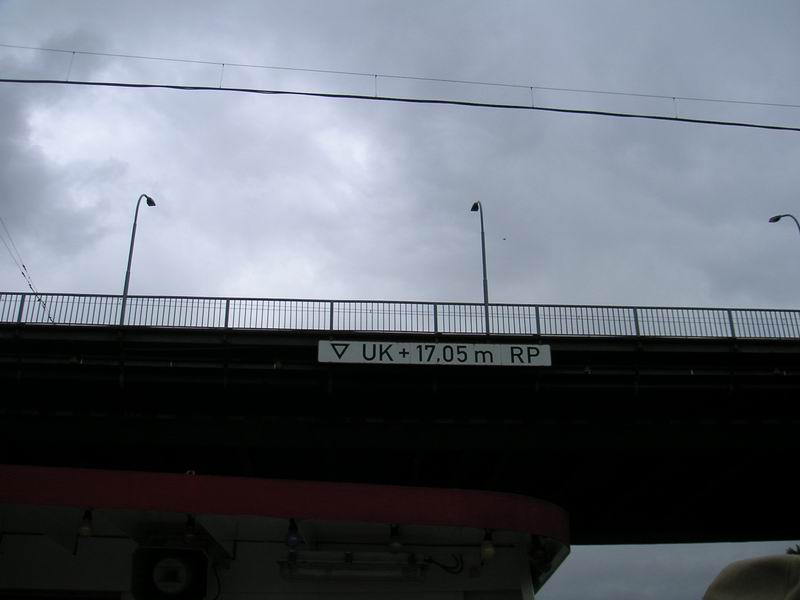 ▽ UK + 17,05 m RP